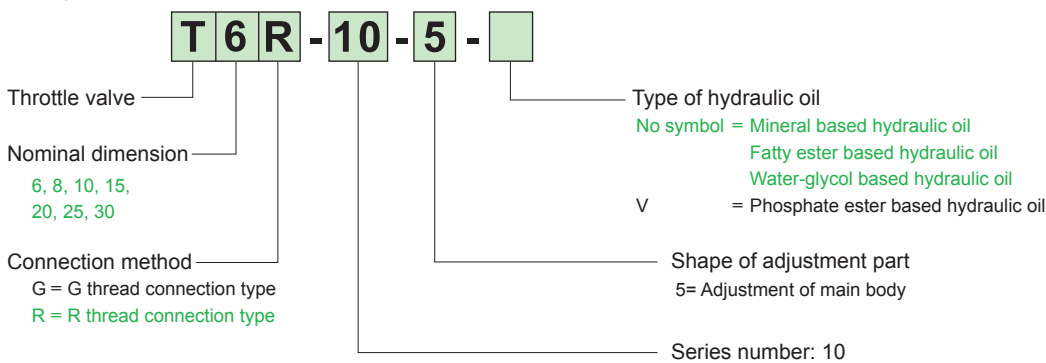 T 6 R - 10 - 5 -
Throttle valve
Nominal dimension
6, 8, 10, 15,
20, 25, 30
Connection method
G = G thread connection type
R = R thread connection type
Type of hydraulic oil
No symbol = Mineral based hydraulic oil
Fatty ester based hydraulic oil
Water-glycol based hydraulic oil
V = Phosphate ester based hydraulic oil
Shape of adjustment part
5= Adjustment of main body
Series number: 10